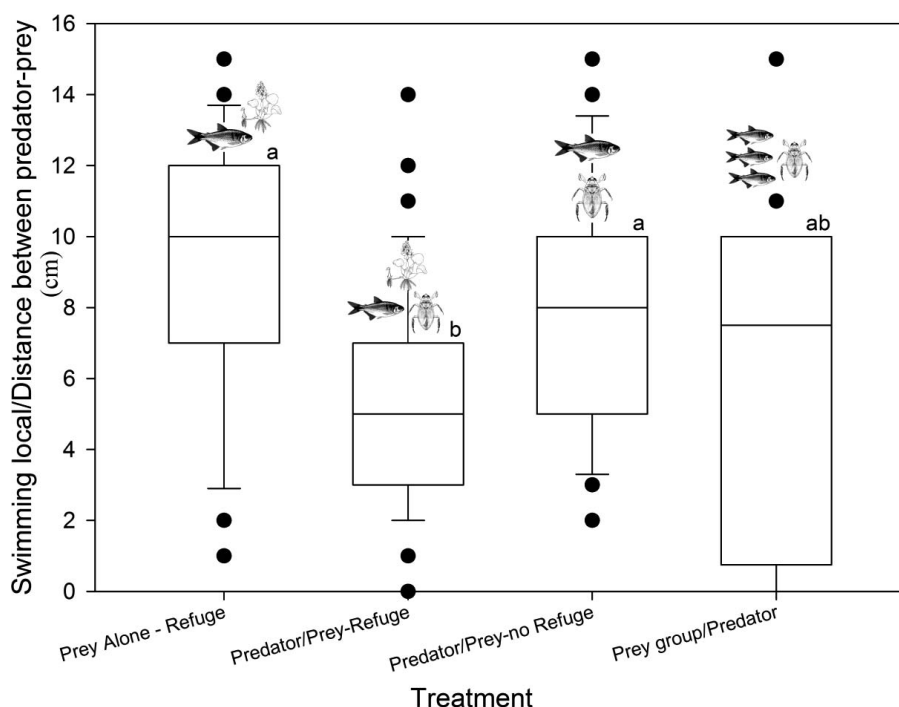 Swimming local/Distance between predator-prey
(cm)
16
14
12
10
8
6
4
2
0
a
b
a
ab
Prey Alone - Refuge
Predator/Prey-Refuge
Predator/Prey-no Refuge
Prey group/Predator
Treatment